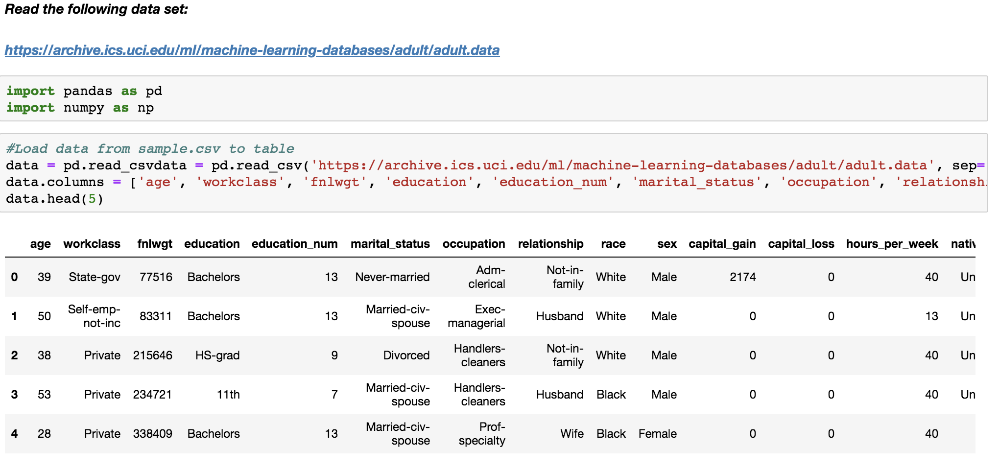 Read the following data set:
https://archive.ics.uci.edu/ml/machine-learning-databases/adult/adult.data
import pandas as pd
import numpy as np
#Load data from sample.csv to table
data = pd.read_csvdata = pd.read_csv('https://archive.ics.uci.edu/ml/machine-learning-databases/adult/adult.data', sep=
data.columns = ['age', 'workclass', 'fnlwgt', 'education', 'education_num', 'marital_status', 'occupation', 'relationshi
data.head(5)
age workclass fnlwgt education education_num marital_status occupation relationship race sex capital_gain capital_loss hours_per_week nativ
0 39 State-gov 77516 Bachelors 13 Never-married Adm-clerical Not-in-family White Male 2174 0 40 Un
1 50 Self-emp-not-inc 83311 Bachelors 13 Married-civ-spouse Exec-managerial Husband White Male 0 0 13 Un
2 38 Private 215646 HS-grad 9 Divorced Handlers-cleaners Not-in-family White Male 0 0 40 Un
3 53 Private 234721 11th 7 Married-civ-spouse Handlers-cleaners Husband Black Male 0 0 40 Un
4 28 Private 338409 Bachelors 13 Married-civ-spouse Prof-specialty Wife Black Female 0 0 40